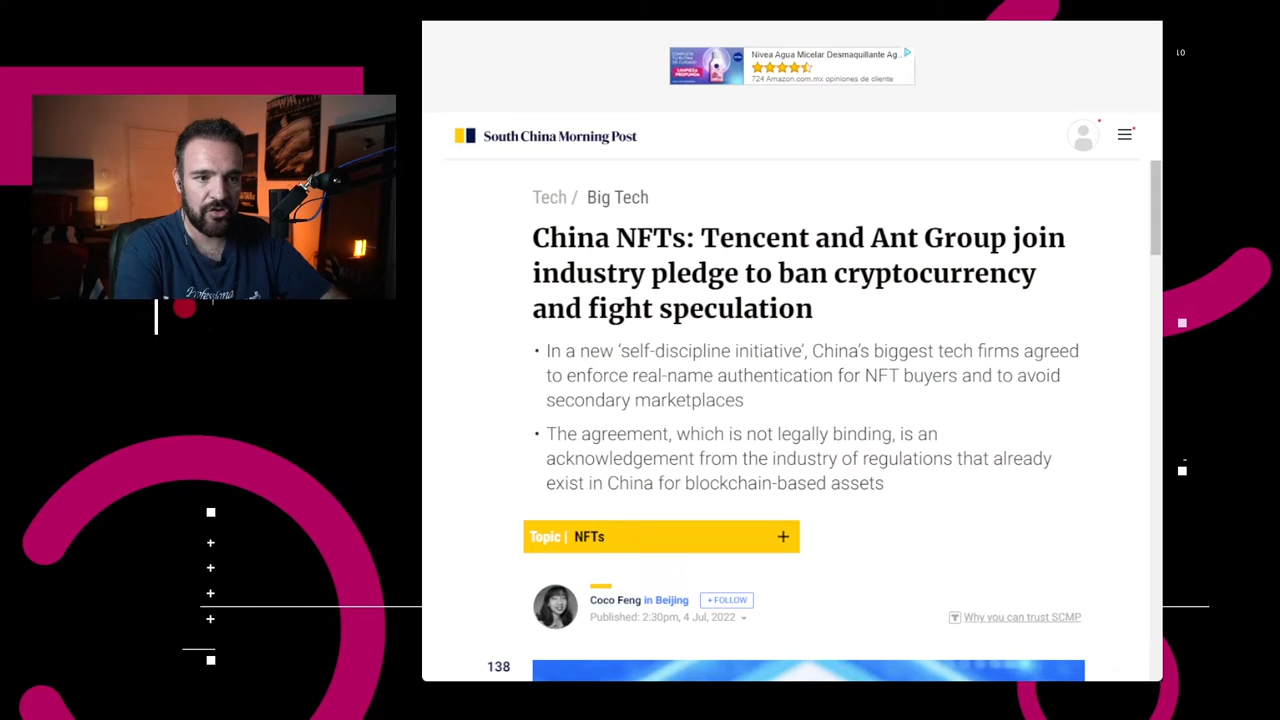 Nivea Agua Micelar Desmaquillante Ag...
724 Amazon.com.mx opiniones de cliente
South China Morning Post
Tech / Big Tech
China NFTs: Tencent and Ant Group join
industry pledge to ban cryptocurrency
and fight speculation
• In a new ‘self-discipline initiative’, China’s biggest tech firms agreed
to enforce real-name authentication for NFT buyers and to avoid
secondary marketplaces
• The agreement, which is not legally binding, is an
acknowledgement from the industry of regulations that already
exist in China for blockchain-based assets
Topic | NFTs +
Coco Feng in Beijing + FOLLOW
Published: 2:30pm, 4 Jul, 2022
Why you can trust SCMP
138
Professional